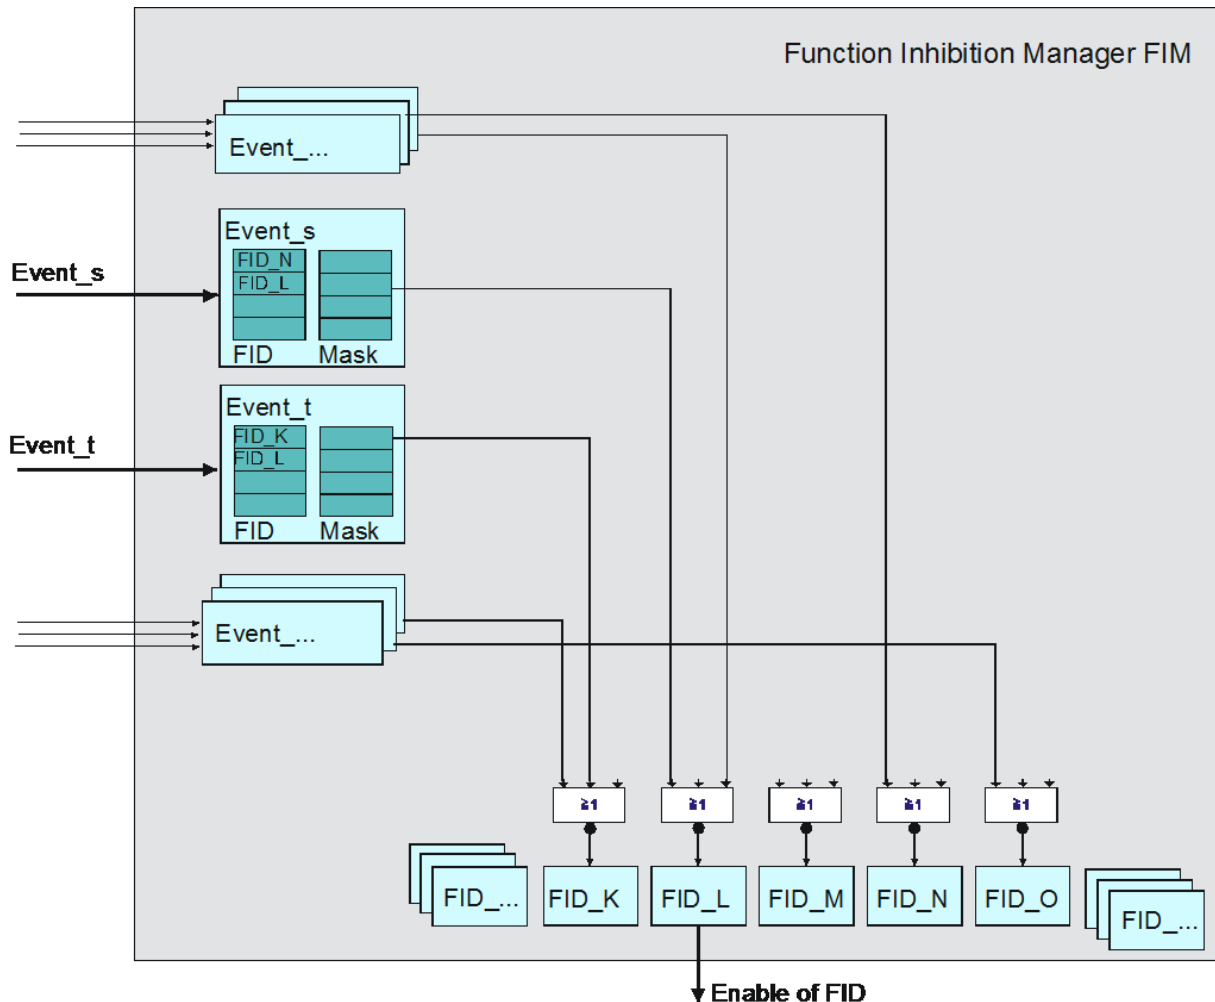 Function Inhibition Manager FIM
Event_...
Event_s
Event_s
FID_N
FID_L
FID Mask
Event_t
Event_t
FID_K
FID_L
FID Mask
Event_...
≧1 ≧1 ≧1 ≧1 ≧1
FID_... FID_K FID_L FID_M FID_N FID_O FID_...
Enable of FID